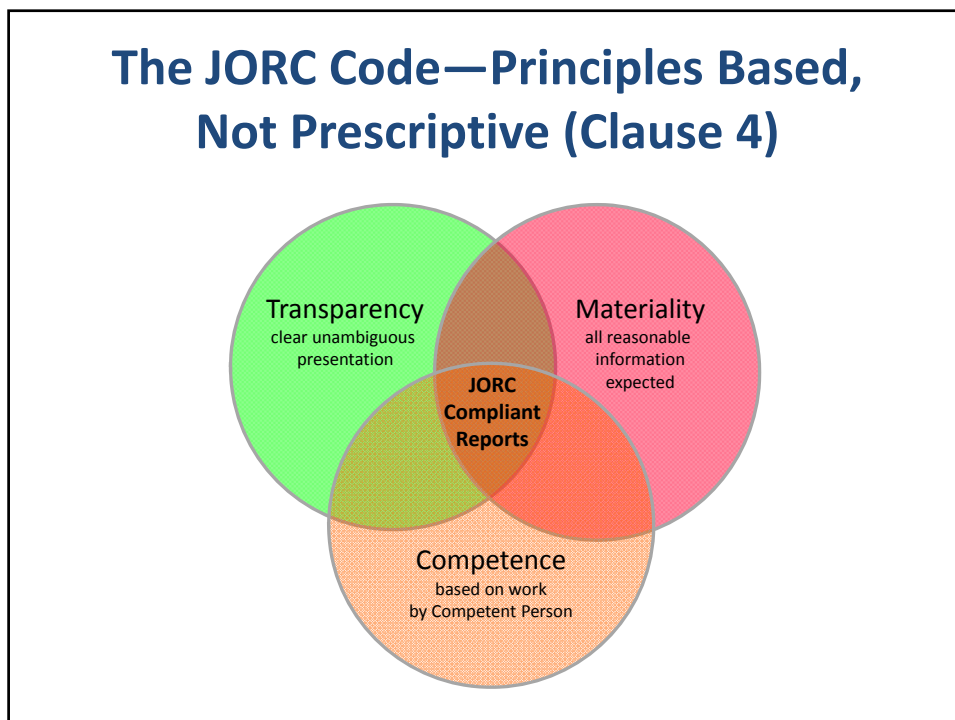 The JORC Code—Principles Based,
Not Prescriptive (Clause 4)
Transparency
clear unambiguous
presentation
Materiality
all reasonable
information
expected
JORC
Compliant
Reports
Competence
based on work
by Competent Person